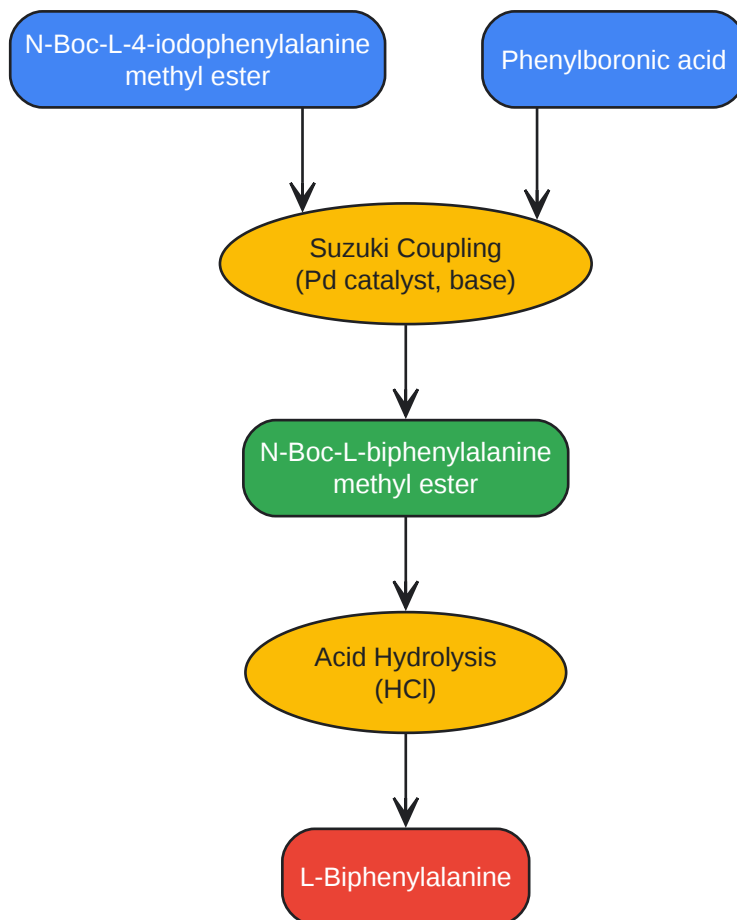 N-Boc-L-4-iodophenylalanine
methyl ester
Phenylboronic acid
Suzuki Coupling
(Pd catalyst, base)
N-Boc-L-biphenylalanine
methyl ester
Acid Hydrolysis
(HCl)
L-Biphenylalanine